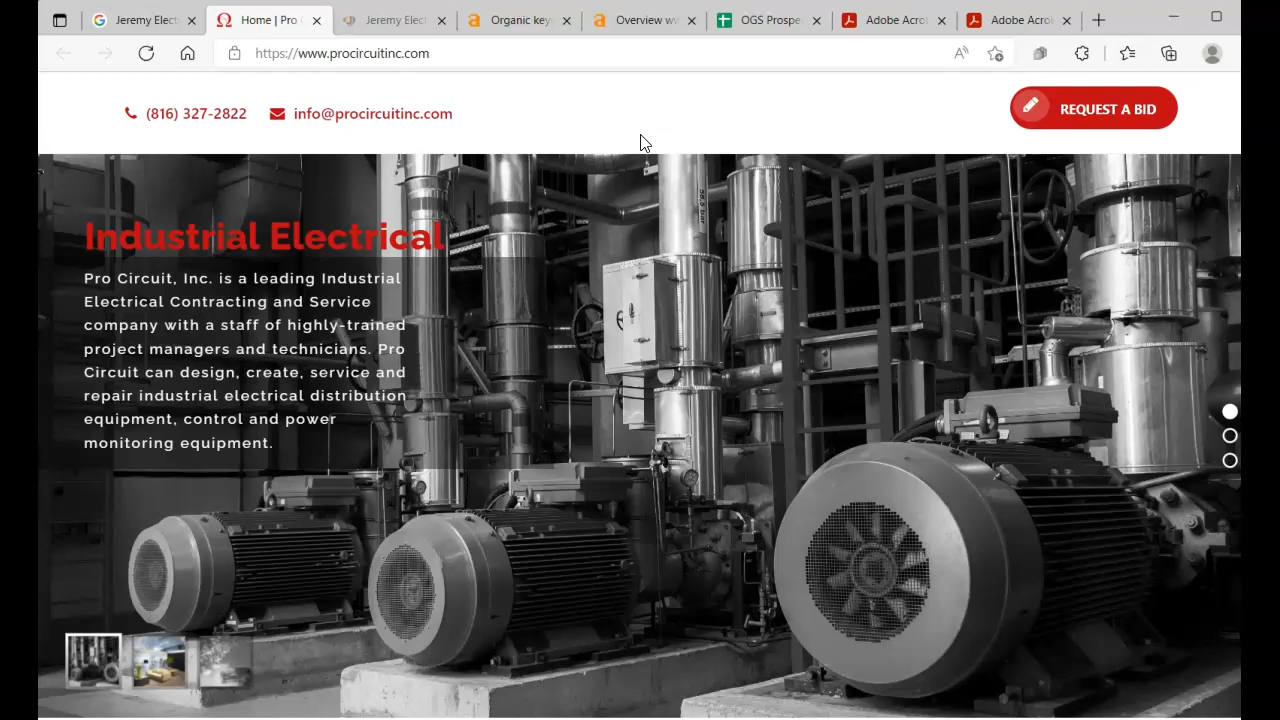 Jeremy Elect
Home | Pro
Jeremy Elect
Organic key
Overview ww
OGS Prospe
Adobe Acro
Adobe Acro
https://www.procircuitinc.com
(816) 327-2822
info@procircuitinc.com
REQUEST A BID
Industrial Electrical
Pro Circuit, Inc. is a leading Industrial
Electrical Contracting and Service
company with a staff of highly-trained
project managers and technicians. Pro
Circuit can design, create, service and
repair industrial electrical distribution
equipment, control and power
monitoring equipment.